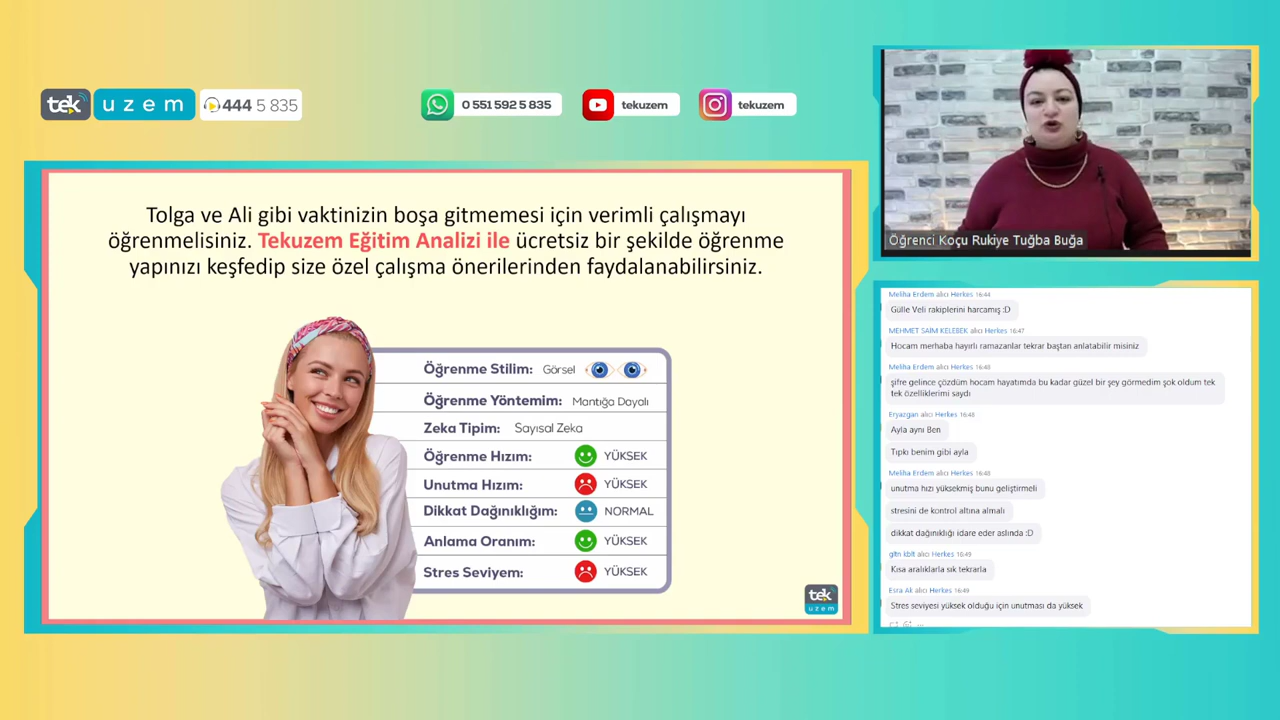 tek
uzem
444 5 835
0 551 592 5 835
tekuzem
tekuzem
Tolga ve Ali gibi vaktinizin boşa gitmemesi için verimli çalışmayı
öğrenmelisiniz. Tekuzem Eğitim Analizi ile ücretsiz bir şekilde öğrenme
yapınızı keşfedip size özel çalışma önerilerinden faydalanabilirsiniz.
Öğrenme Stilim: Görsel
Öğrenme Yöntemim: Mantığa Dayalı
Zeka Tipim: Sayısal Zeka
Öğrenme Hızım: YÜKSEK
Unutma Hızım: YÜKSEK
Dikkat Dağınıklığım: NORMAL
Anlama Oranım: YÜKSEK
Stres Seviyem: YÜKSEK
tek
uzem
Öğrenci Koçu Rukiye Tuğba Buğa
Meliha Erdem alıcı Herkes 16:44
Gülle Veli rakiplerini harcamış :D
MEHMET SAİM KELEBEK alıcı Herkes 16:47
Hocam merhaba hayırlı ramazanlar tekrar baştan anlatabilir misiniz
Meliha Erdem alıcı Herkes 16:48
şifre gelince çözdüm hocam hayatımda bu kadar güzel bir şey görmedim şok oldum tek
tek özelliklerimi saydı
Eryazgan alıcı Herkes 16:48
Ayla aynı Ben
Tıpkı benim gibi ayla
Meliha Erdem alıcı Herkes 16:48
unutma hızı yüksekmiş bunu geliştirmeli
stresini de kontrol altına almalı
dikkat dağınıklığı idare eder aslında :D
gltn kblt alıcı Herkes 16:49
Kısa aralıklarla sık tekrarla
Esra Ak alıcı Herkes 16:49
Stres seviyesi yüksek olduğu için unutması da yüksek